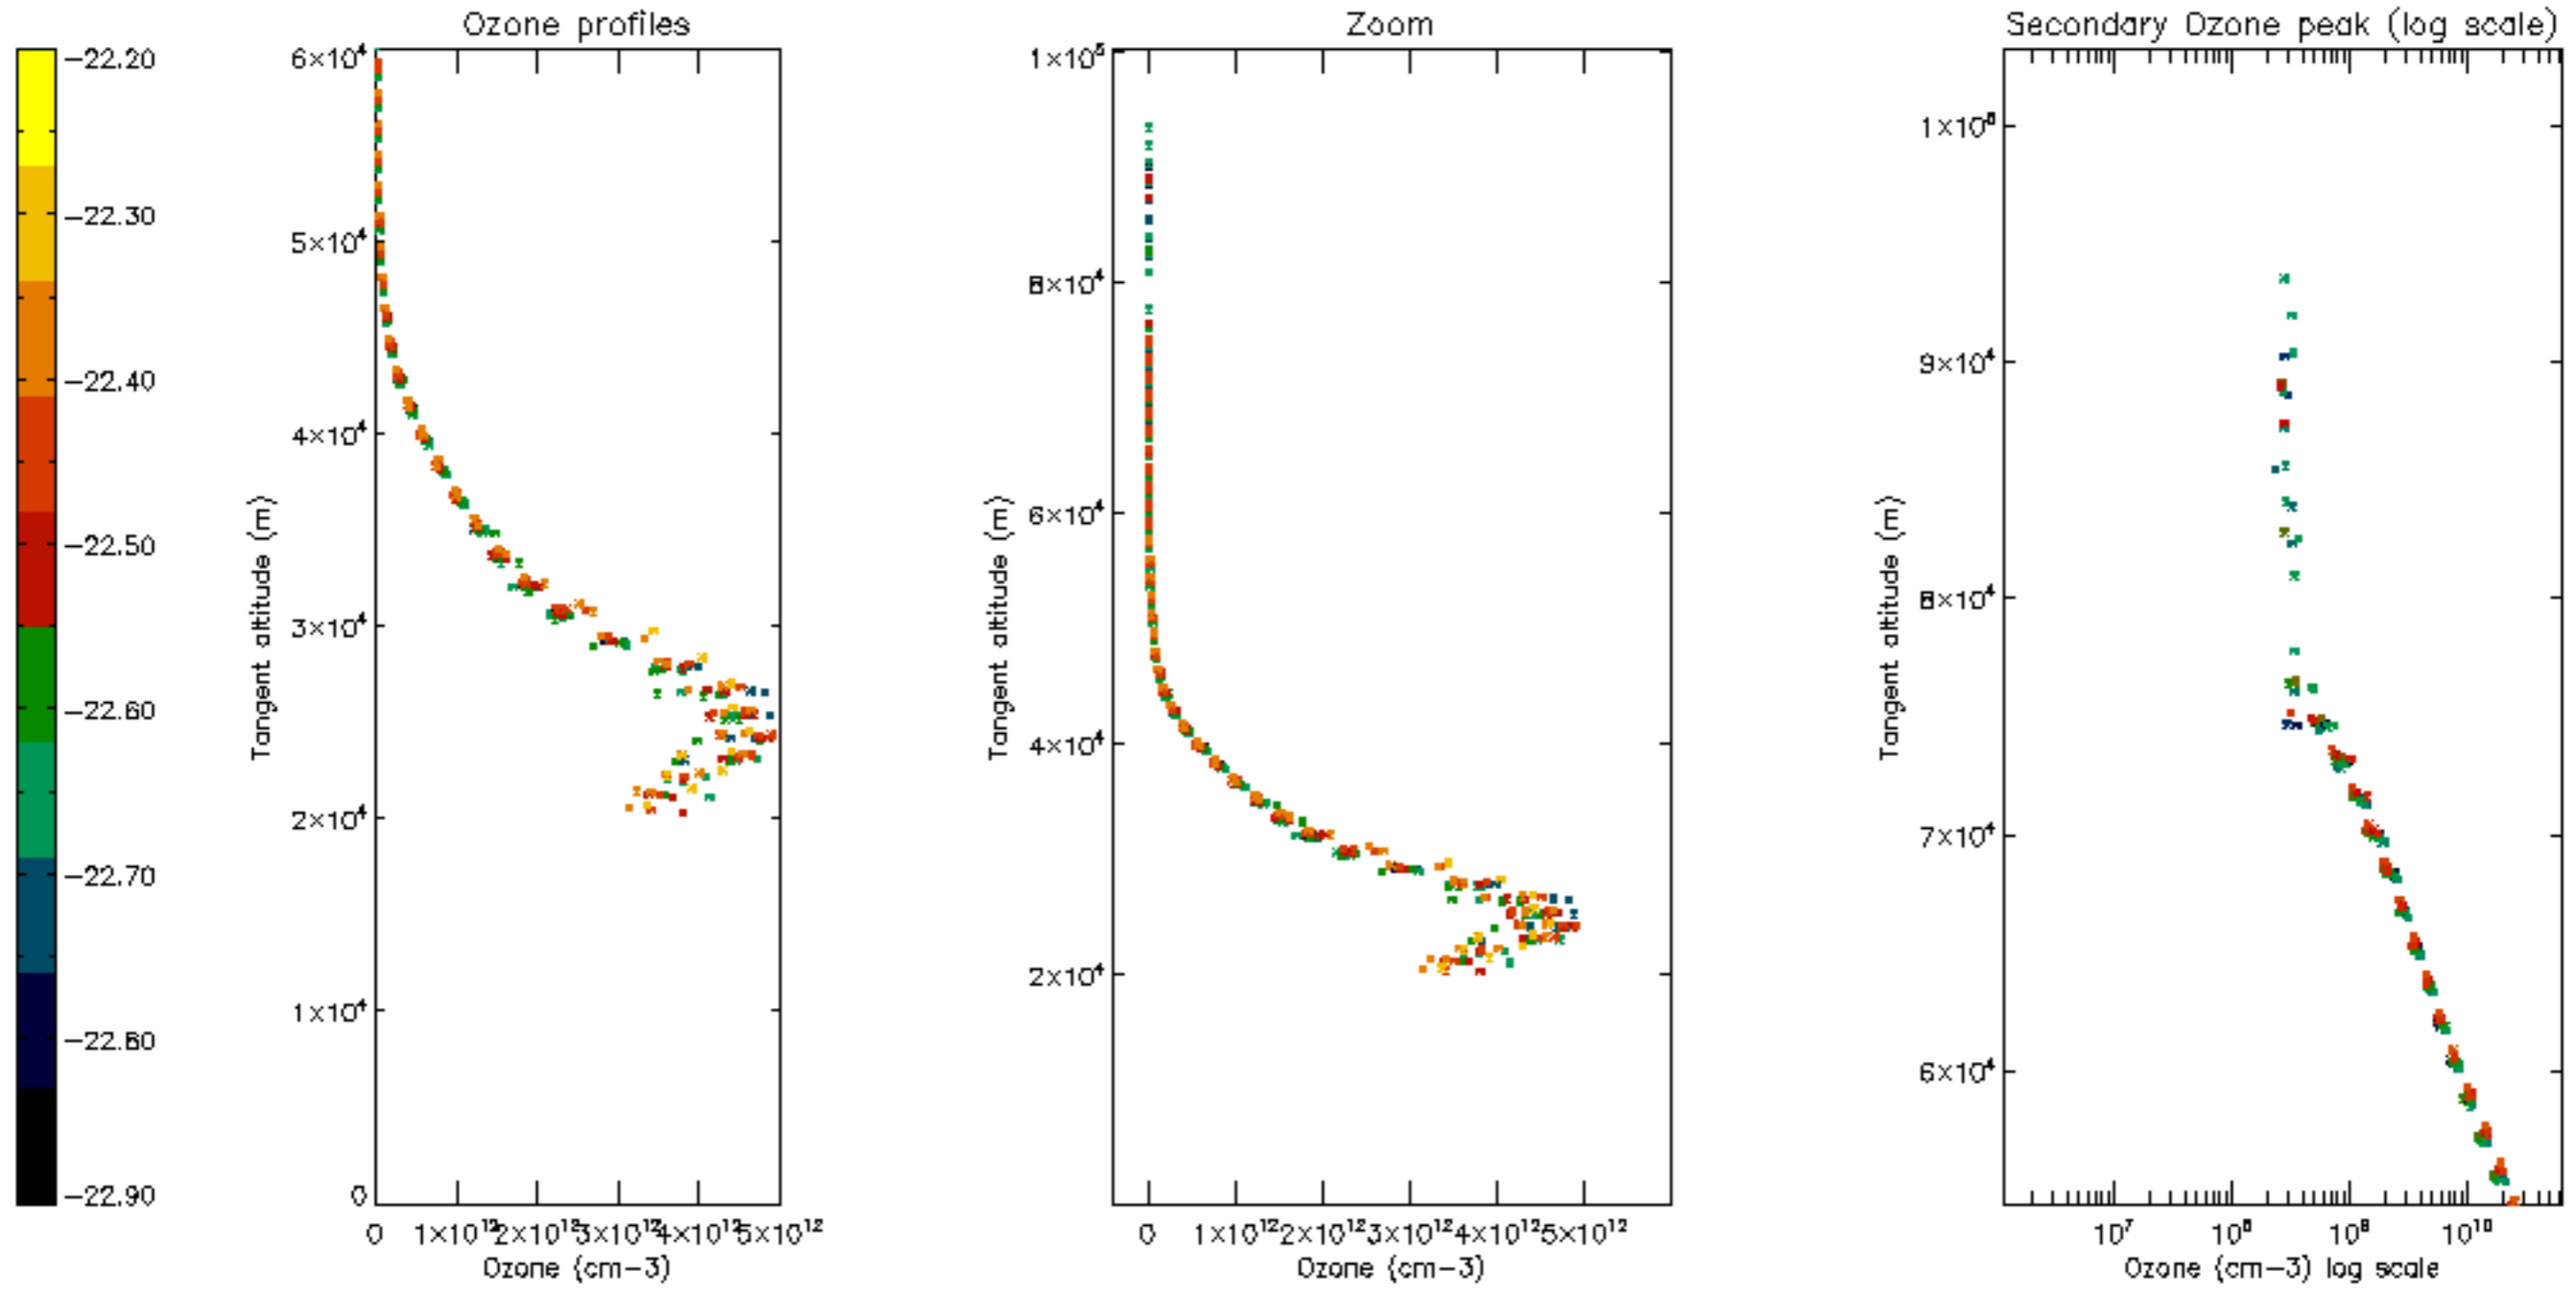 Ozone profiles
Zoom
Secondary Ozone peak (log scale)
−22.20
−22.30
−22.40
−22.50
−22.60
−22.70
−22.80
−22.90
6×10⁴
5×10⁴
4×10⁴
3×10⁴
2×10⁴
1×10⁴
0
Tangent altitude (m)
0 1×10¹² 2×10¹² 3×10¹² 4×10¹² 5×10¹²
Ozone (cm−3)
1×10⁵
8×10⁴
6×10⁴
4×10⁴
2×10⁴
Tangent altitude (m)
0 1×10¹² 2×10¹² 3×10¹² 4×10¹² 5×10¹²
Ozone (cm−3)
1×10⁵
9×10⁴
8×10⁴
7×10⁴
6×10⁴
Tangent altitude (m)
10⁷ 10⁸ 10⁹ 10¹⁰
Ozone (cm−3) log scale